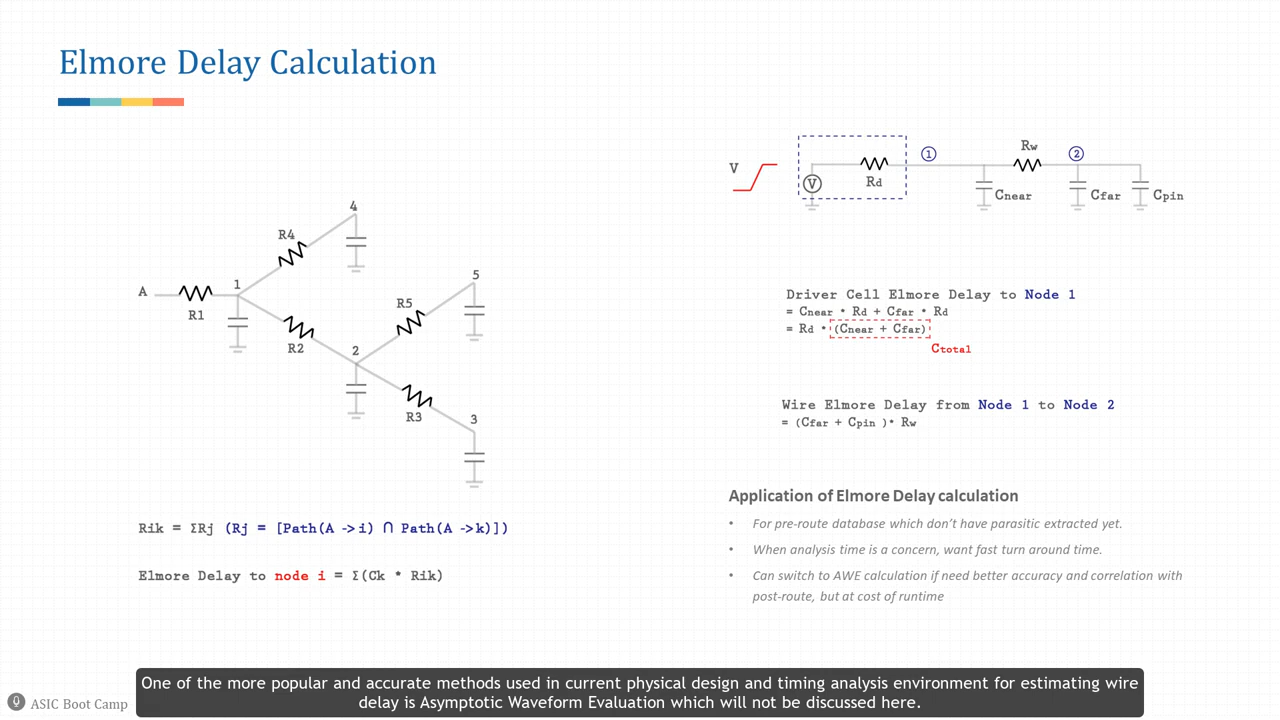 Elmore Delay Calculation
V
V
Rd
1
Rw
2
Cnear
Cfar
Cpin
A
R1
1
R4
4
R2
2
R5
5
R3
3
Driver Cell Elmore Delay to Node 1
= Cnear * Rd + Cfar * Rd
= Rd * (Cnear + Cfar)
Ctotal
Wire Elmore Delay from Node 1 to Node 2
= (Cfar + Cpin )* Rw
Rik = ΣRj (Rj = [Path(A ->i) ∩ Path(A ->k)])
Elmore Delay to node i = Σ(Ck * Rik)
Application of Elmore Delay calculation
• For pre-route database which don't have parasitic extracted yet.
• When analysis time is a concern, want fast turn around time.
• Can switch to AWE calculation if need better accuracy and correlation with
post-route, but at cost of runtime
One of the more popular and accurate methods used in current physical design and timing analysis environment for estimating wire
delay is Asymptotic Waveform Evaluation which will not be discussed here.
ASIC Boot Camp